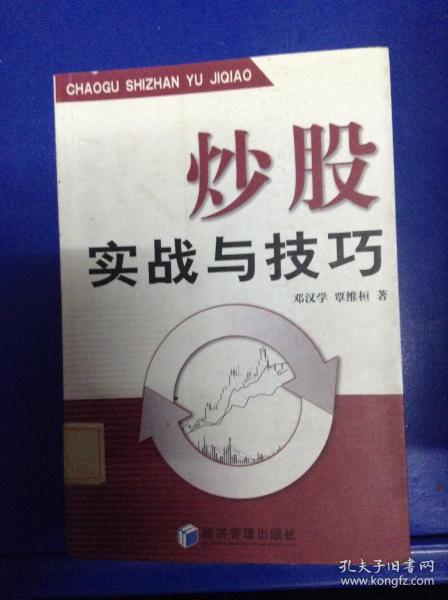 CHAOGU SHIZHAN YU JIQIAO
炒股
实战与技巧
邓汉学 覃维桓 著
经济管理出版社
孔夫子旧书网
www.kongfz.com